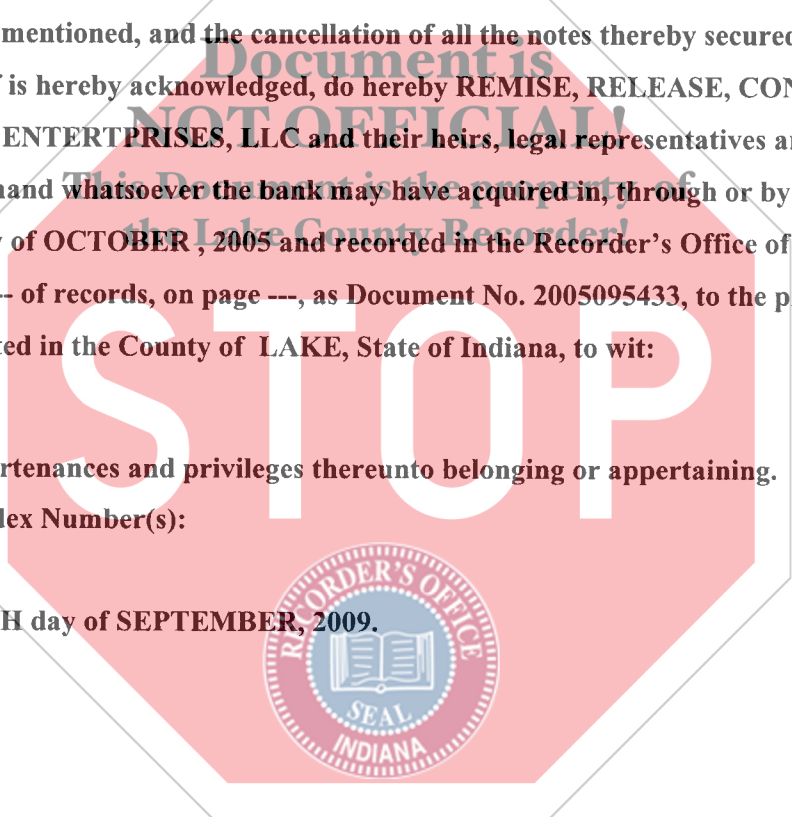 mentioned, and the cancellation of all the notes thereby secured
Document is
is hereby acknowledged, do hereby REMISE, RELEASE, CON
NOT OFFICIAL!
ENTERTPRISES, LLC and their heirs, legal representatives a
This Document is the property of
and whatsoever the bank may have acquired in, through or by
the Lake County Recorder!
of OCTOBER , 2005 and recorded in the Recorder's Office of
-- of records, on page ---, as Document No. 2005095433, to the p
ted in the County of LAKE, State of Indiana, to wit:
STOP
rtenances and privileges thereunto belonging or appertaining.
lex Number(s):
RECORDER'S OFFICE
H day of SEPTEMBER, 2009.
SEAL
INDIANA